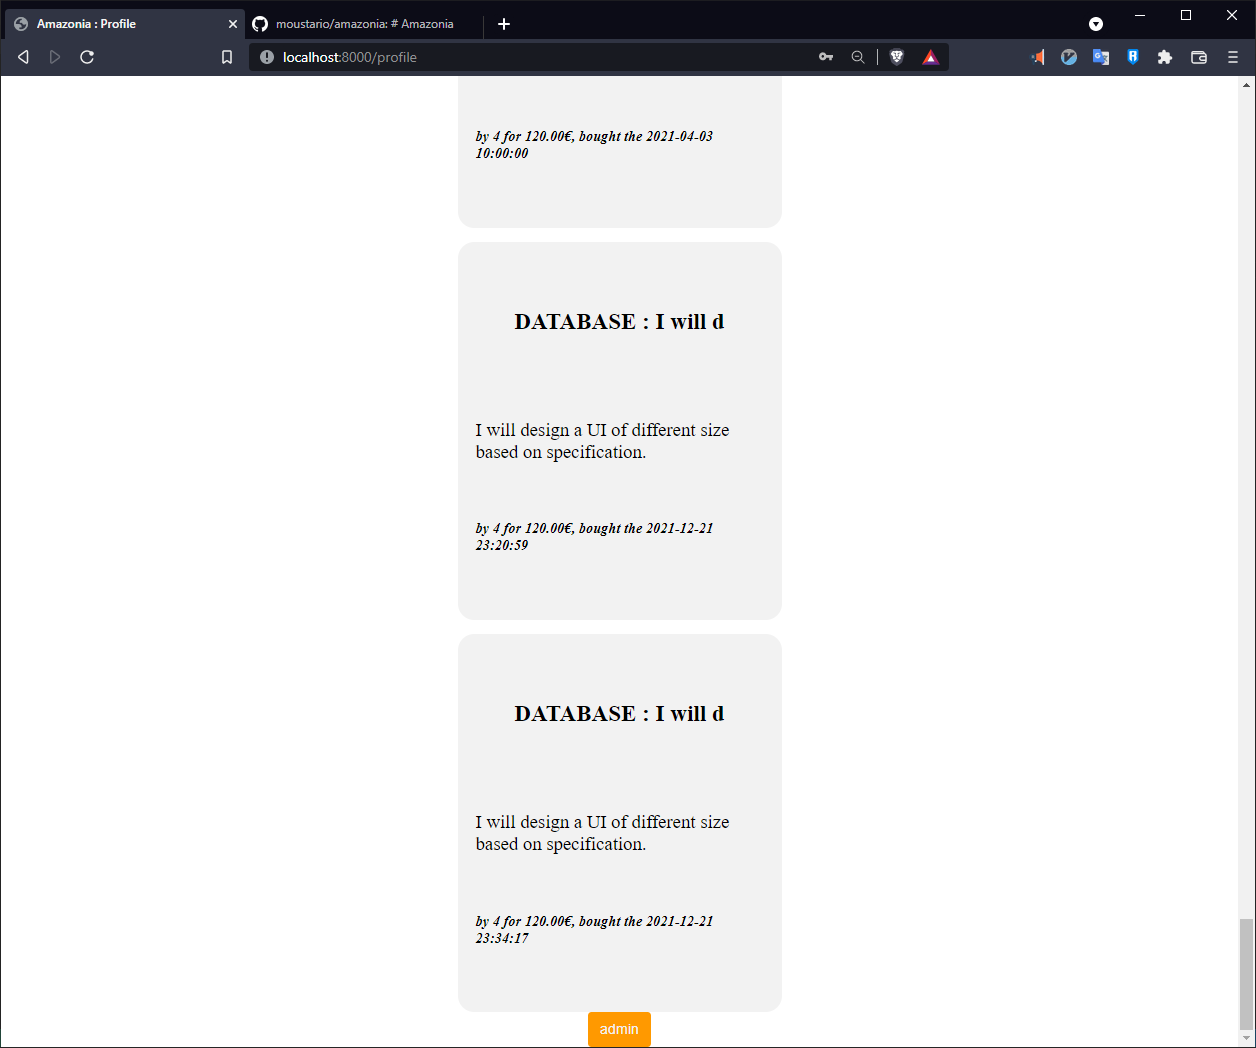 Amazonia : Profile
moustario/amazonia: # Amazonia
localhost:8000/profile
by 4 for 120.00€, bought the 2021-04-03
10:00:00
DATABASE : I will d
I will design a UI of different size
based on specification.
by 4 for 120.00€, bought the 2021-12-21
23:20:59
DATABASE : I will d
I will design a UI of different size
based on specification.
by 4 for 120.00€, bought the 2021-12-21
23:34:17
admin